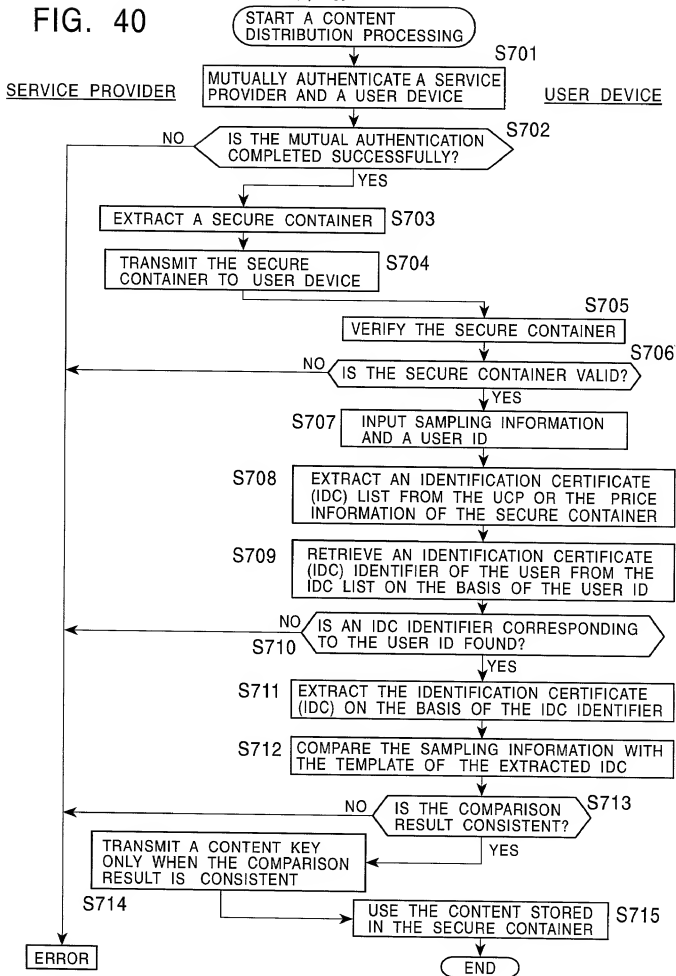 FIG. 40
START A CONTENT
DISTRIBUTION PROCESSING
S701
MUTUALLY AUTHENTICATE A SERVICE
PROVIDER AND A USER DEVICE
SERVICE PROVIDER
USER DEVICE
S702
NO
IS THE MUTUAL AUTHENTICATION
COMPLETED SUCCESSFULLY?
YES
EXTRACT A SECURE CONTAINER
S703
TRANSMIT THE SECURE
CONTAINER TO USER DEVICE
S704
S705
VERIFY THE SECURE CONTAINER
S706
NO
IS THE SECURE CONTAINER VALID?
YES
S707
INPUT SAMPLING INFORMATION
AND A USER ID
S708
EXTRACT AN IDENTIFICATION CERTIFICATE
(IDC) LIST FROM THE UCP OR THE PRICE
INFORMATION OF THE SECURE CONTAINER
S709
RETRIEVE AN IDENTIFICATION CERTIFICATE
(IDC) IDENTIFIER OF THE USER FROM THE
IDC LIST ON THE BASIS OF THE USER ID
NO
S710
IS AN IDC IDENTIFIER CORRESPONDING
TO THE USER ID FOUND?
YES
S711
EXTRACT THE IDENTIFICATION CERTIFICATE
(IDC) ON THE BASIS OF THE IDC IDENTIFIER
S712
COMPARE THE SAMPLING INFORMATION WITH
THE TEMPLATE OF THE EXTRACTED IDC
NO
IS THE COMPARISON
RESULT CONSISTENT?
S713
YES
TRANSMIT A CONTENT KEY
ONLY WHEN THE COMPARISON
RESULT IS CONSISTENT
S714
USE THE CONTENT STORED
IN THE SECURE CONTAINER
S715
ERROR
END